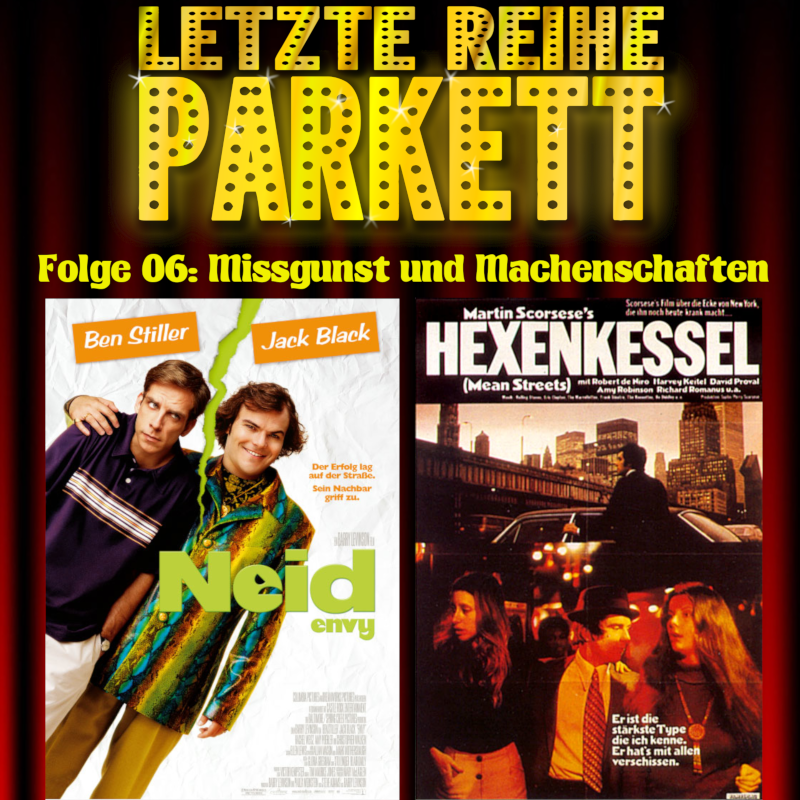 LETZTE REIHE
PARKETT
Folge 06: Missgunst und Machenschaften
Ben Stiller
Jack Black
Der Erfolg lag
auf der Straße.
Sein Nachbar
griff zu.
Neid
envy
Scorsese's Film über die Ecke von New York,
die ihn noch heute krank macht....
Martin Scorsese's
HEXENKESSEL
(Mean Streets) mit Robert de Niro Harvey Keitel David Proval
Amy Robinson Richard Romanus u.a.
Er ist die
stärkste Type
die ich kenne.
Er hat's mit allen
verschissen.